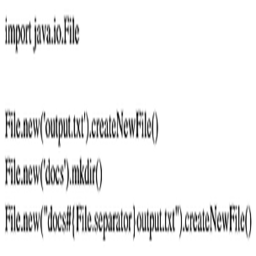 import java.io.File
File.new('output.txt').createNewFile()
File.new('docs').mkdir()
File.new("docs#{File.separator}output.txt").createNewFile()